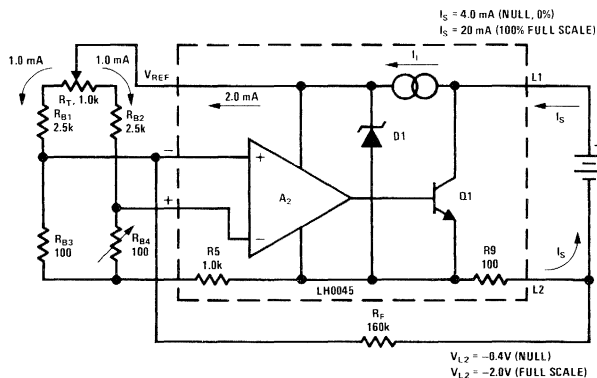 I_S = 4.0 mA (NULL, 0%)
I_S = 20 mA (100% FULL SCALE)
1.0 mA
1.0 mA
V_REF
I_I
L1
R_T, 1.0k
2.0 mA
I_S
R_B1
2.5k
R_B2
2.5k
D1
−
+
+
A_2
Q1
+
−
R_B3
100
R_B4
100
R5
1.0k
R9
100
I_S
LH0045
L2
R_F
160k
V_L2 = −0.4V (NULL)
V_L2 = −2.0V (FULL SCALE)